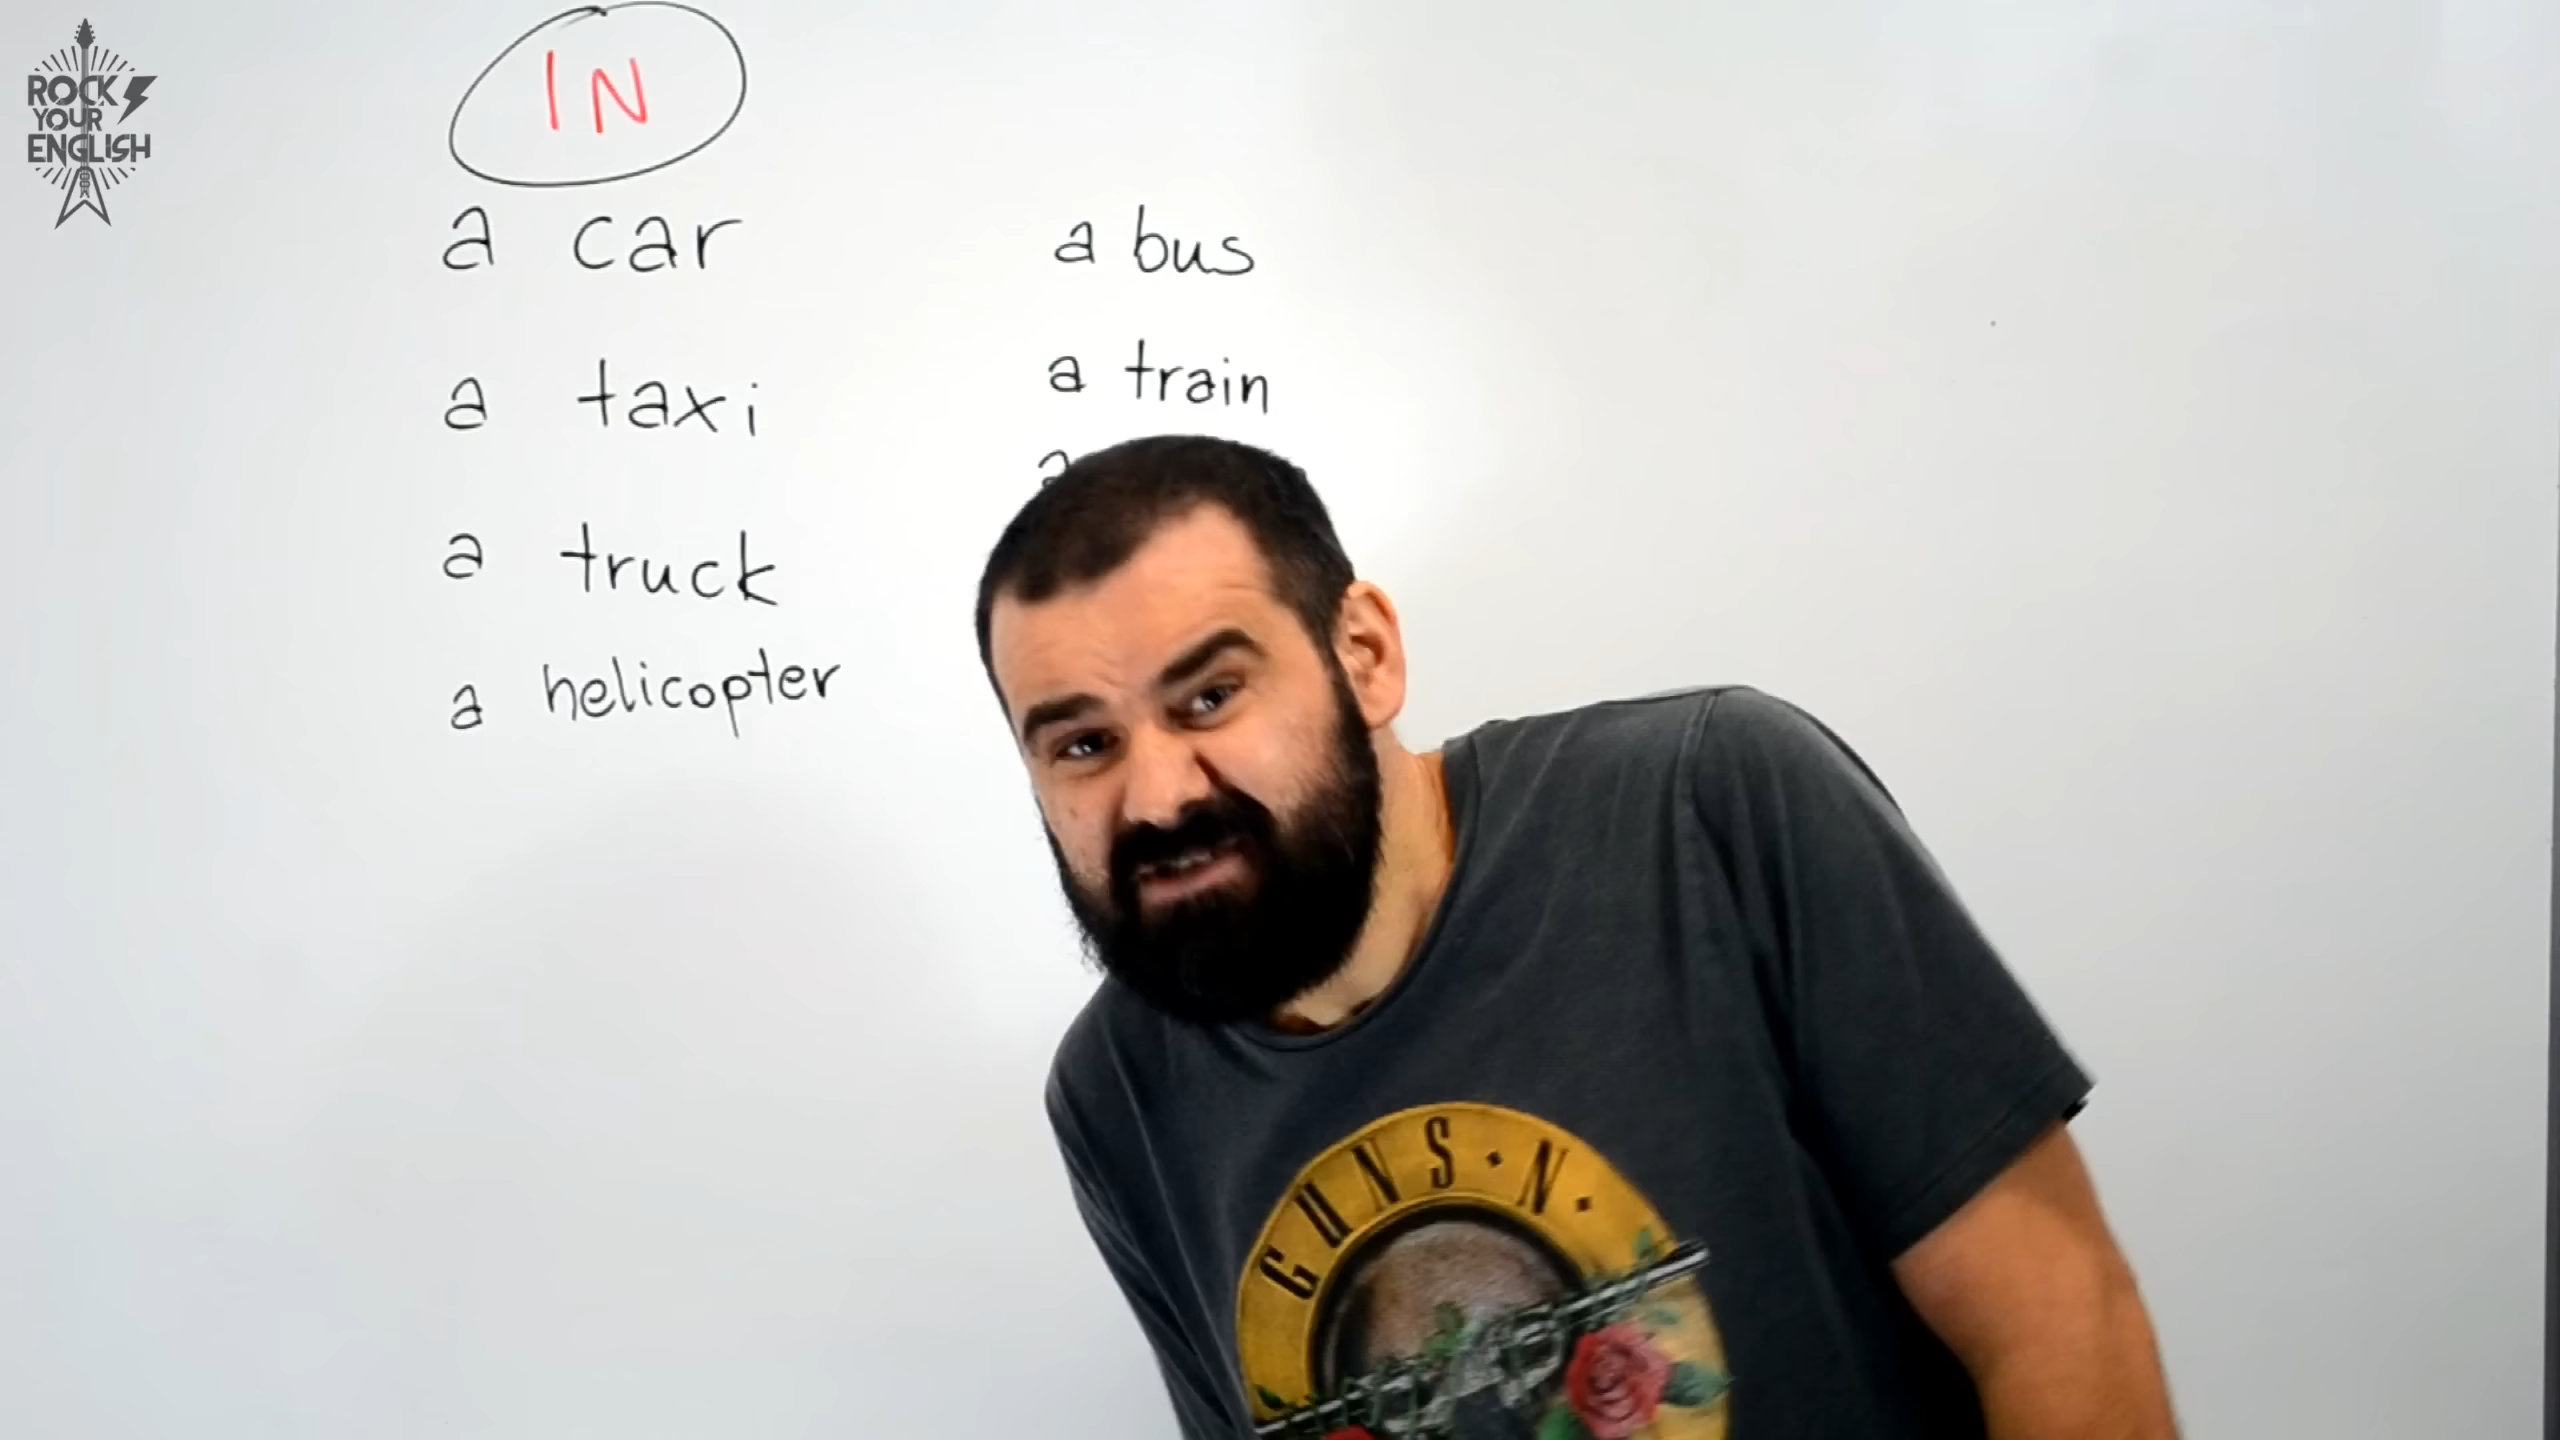 ROCK
YOUR
ENGLISH
IN
a car
a taxi
a truck
a helicopter
a bus
a train
a
GUNS N